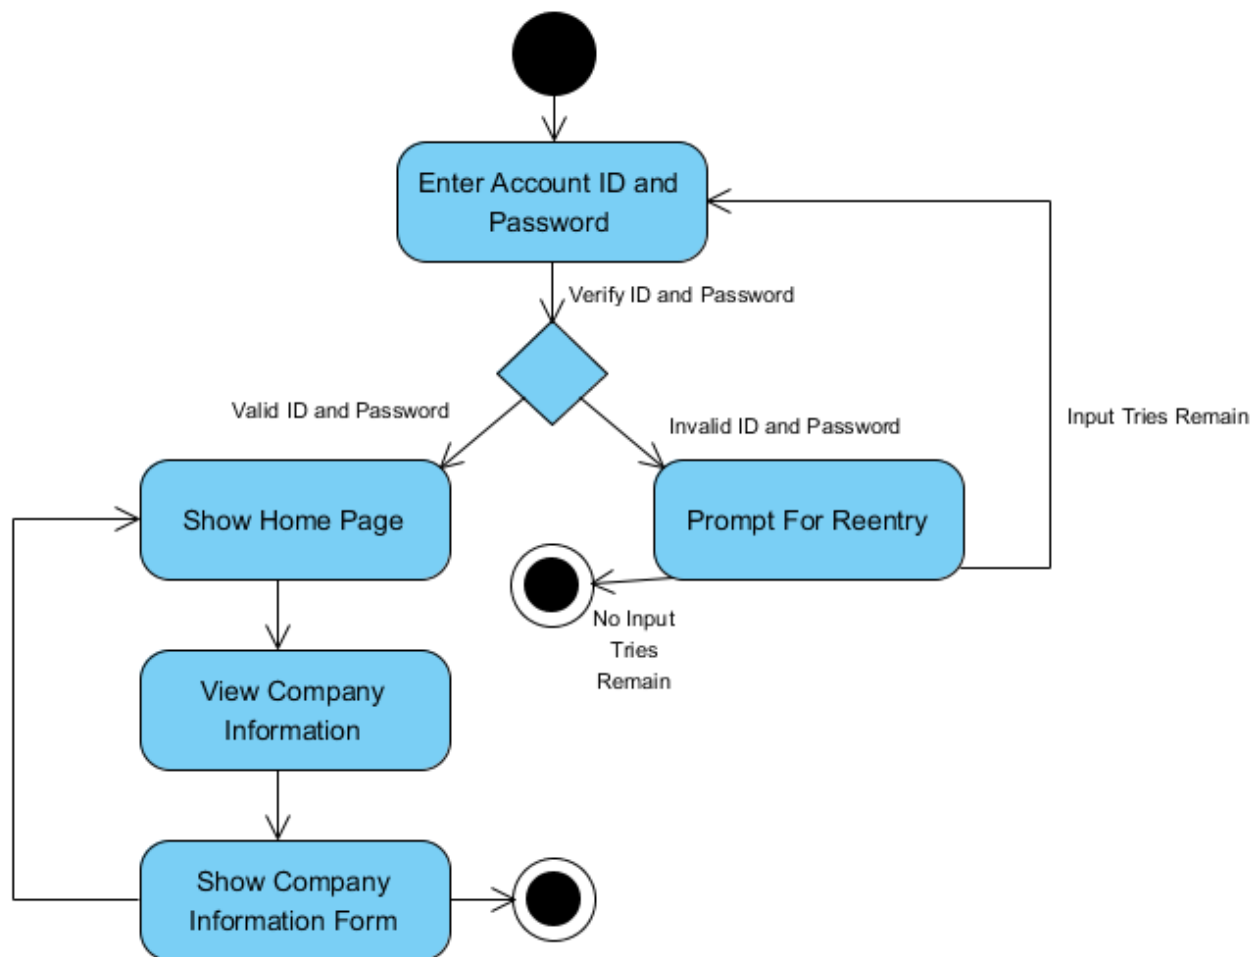 Enter Account ID and
Password
Verify ID and Password
Valid ID and Password
Invalid ID and Password
Input Tries Remain
Show Home Page
Prompt For Reentry
No Input
Tries
Remain
View Company
Information
Show Company
Information Form